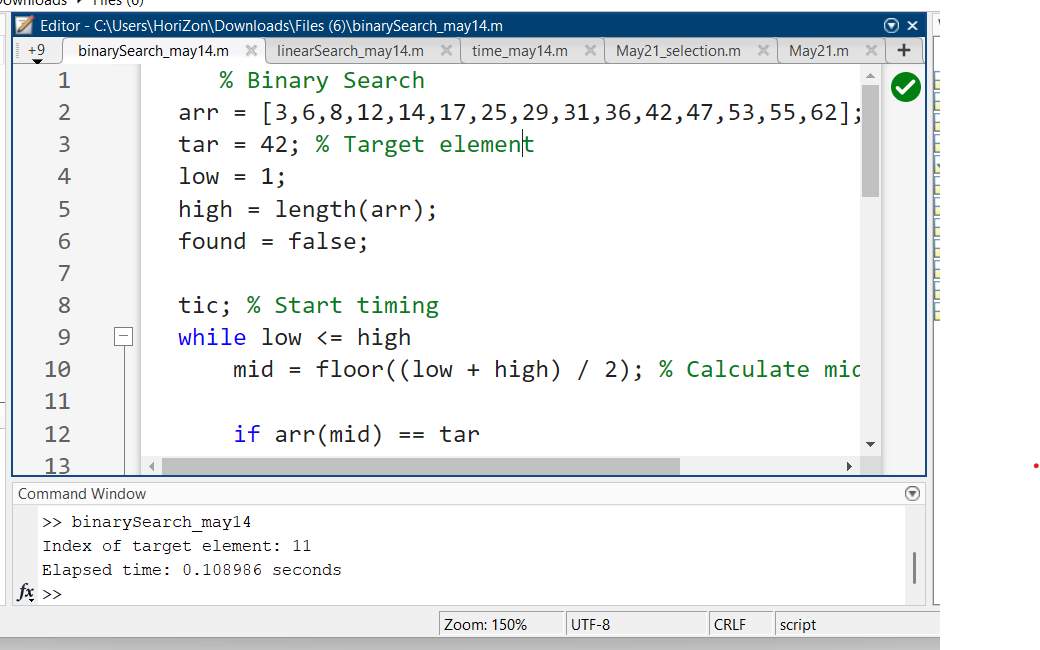 Files (6)
Editor - C:\Users\HoriZon\Downloads\Files (6)\binarySearch_may14.m
+9 binarySearch_may14.m linearSearch_may14.m time_may14.m May21_selection.m May21.m
1 % Binary Search
2 arr = [3,6,8,12,14,17,25,29,31,36,42,47,53,55,62];
3 tar = 42; % Target element
4 low = 1;
5 high = length(arr);
6 found = false;
7
8 tic; % Start timing
9 while low <= high
10 mid = floor((low + high) / 2); % Calculate
11
12 if arr(mid) == tar
13
Command Window
>> binarySearch_may14
Index of target element: 11
Elapsed time: 0.108986 seconds
fx >>
Zoom: 150% UTF-8 CRLF script